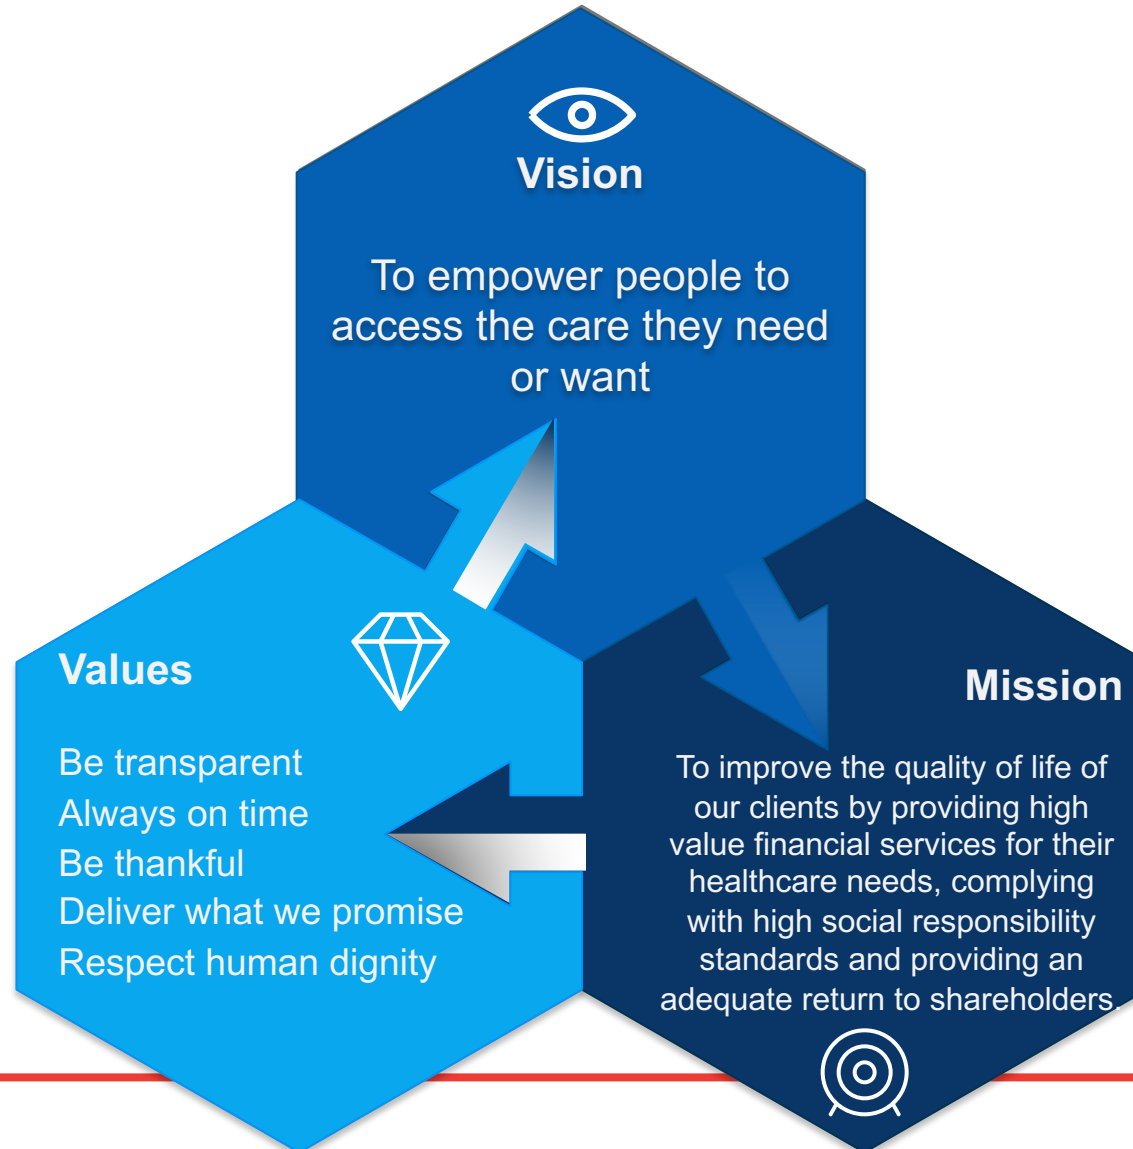 Vision
To empower people to
access the care they need
or want
Values
Be transparent
Always on time
Be thankful
Deliver what we promise
Respect human dignity
Mission
To improve the quality of life of
our clients by providing high
value financial services for their
healthcare needs, complying
with high social responsibility
standards and providing an
adequate return to shareholders.